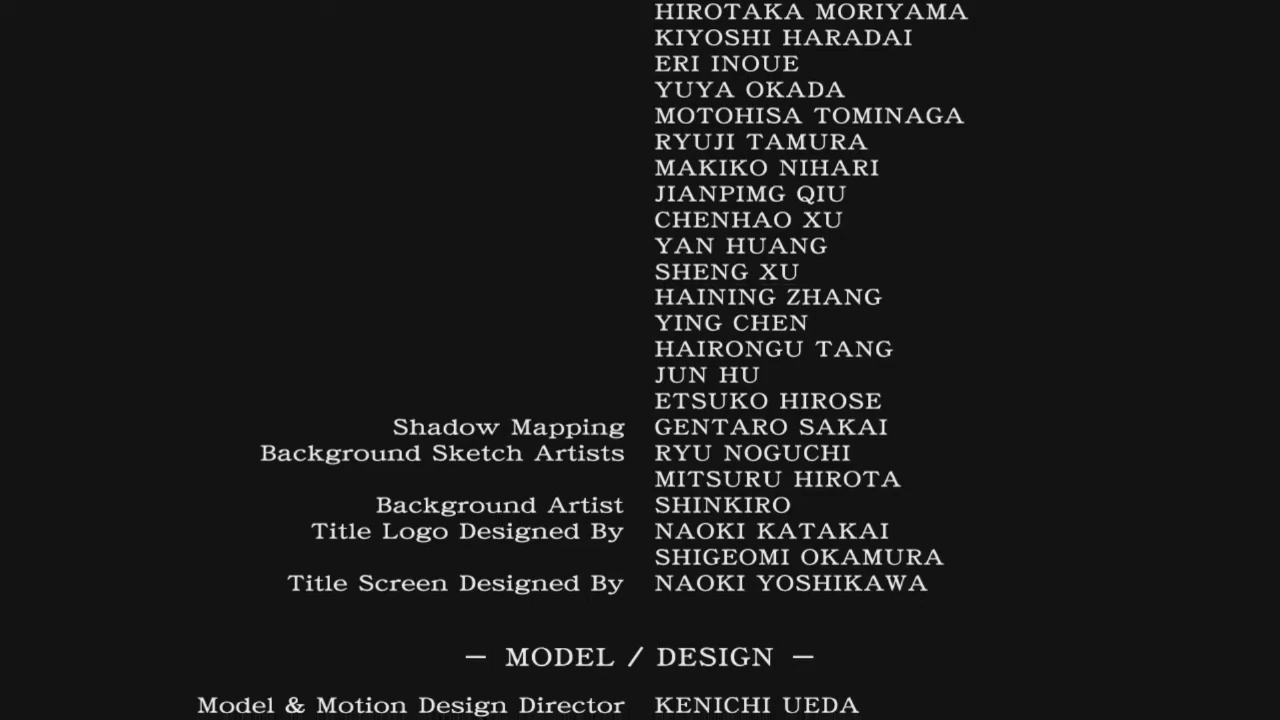 HIROTAKA MORIYAMA
KIYOSHI HARADAI
ERI INOUE
YUYA OKADA
MOTOHISA TOMINAGA
RYUJI TAMURA
MAKIKO NIHARI
JIANPIMG QIU
CHENHAO XU
YAN HUANG
SHENG XU
HAINING ZHANG
YING CHEN
HAIRONGU TANG
JUN HU
ETSUKO HIROSE
Shadow Mapping GENTARO SAKAI
Background Sketch Artists RYU NOGUCHI
MITSURU HIROTA
Background Artist SHINKIRO
Title Logo Designed By NAOKI KATAKAI
SHIGEOMI OKAMURA
Title Screen Designed By NAOKI YOSHIKAWA
— MODEL / DESIGN —
Model & Motion Design Director KENICHI UEDA